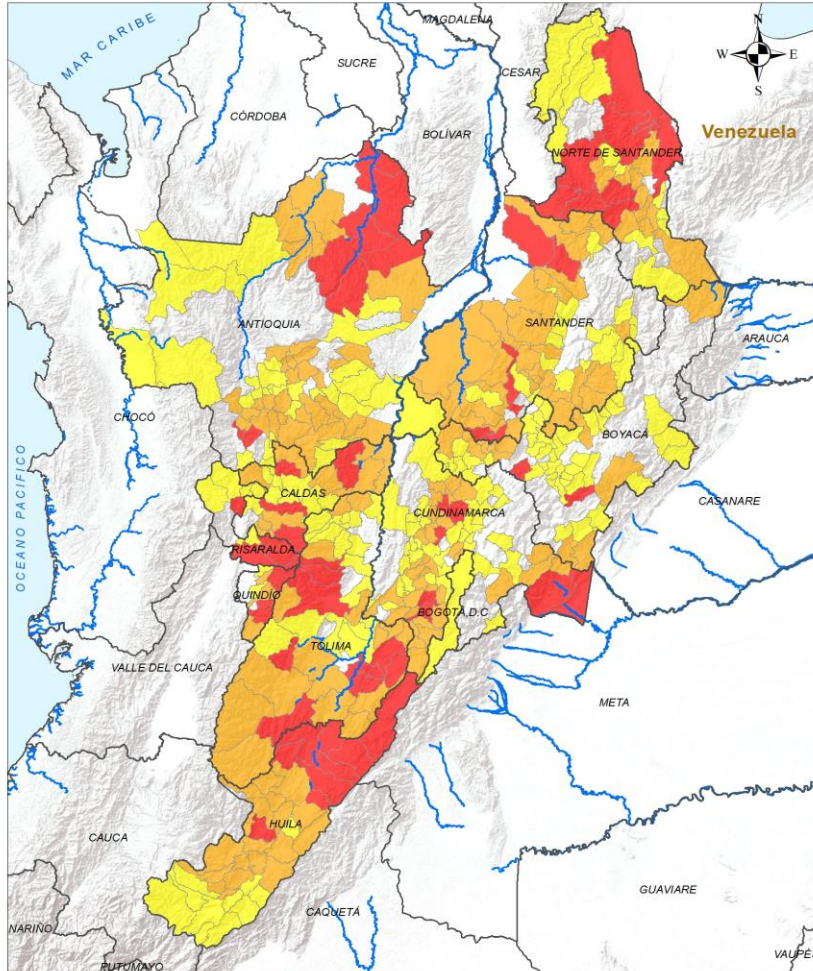 MAGDALENA
N
W E
S
MAR CARIBE
SUCRE
CESAR
CÓRDOBA
BOLÍVAR
Venezuela
NORTE DE SANTANDER
ANTIOQUIA
SANTANDER
ARAUCA
CHOCÓ
BOYACÁ
OCEANO PACIFICO
CALDAS
CUNDINAMARCA
CASANARE
RISARALDA
QUINDÍO
BOGOTÁ, D.C
TOLIMA
VALLE DEL CAUCA
META
HUILA
CAUCA
GUAVIARE
CAQUETÁ
NARIÑO
VAUPÉS
PUTUMAYO